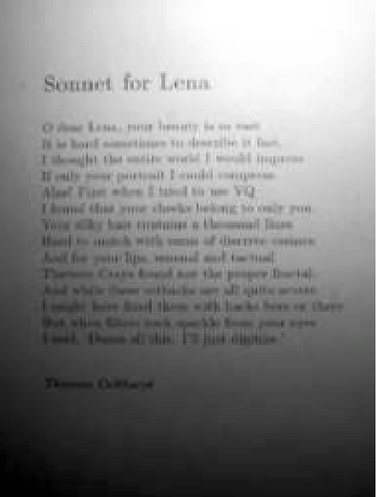 Sonnet for Lena
O dear Lena, your beauty is so vast
It is hard sometimes to describe it fast.
I thought the entire world I would impress
If only your portrait I could compress.
Alas! First when I tried to use VQ
I found that your cheeks belong to only you.
Your silky hair contains a thousand lines
Hard to match with sums of discrete cosines.
And for your lips, sensual and tactual
Thirteen Crays found not the proper fractal.
And while these setbacks are all quite severe
I might have fixed them with hacks here or there
But when filters took sparkle from your eyes
I said, 'Damn all this. I'll just digitize.'
Thomas Colthurst